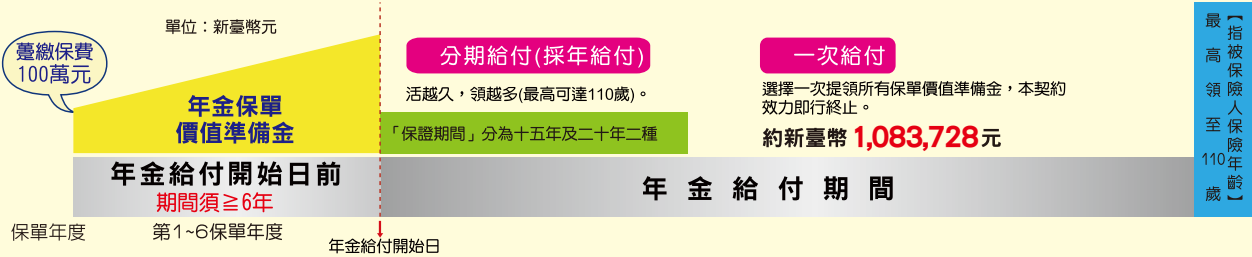 單位：新臺幣元
躉繳保費
100萬元
年金保單
價值準備金
分期給付(採年給付)
活越久，領越多(最高可達110歲)。
「保證期間」分為十五年及二十年二種
一次給付
選擇一次提領所有保單價值準備金，本契約
效力即行終止。
約新臺幣 1,083,728 元
最高領至110歲
【指被保險人保險年齡】
年金給付開始日前
期間須≧6年
年金給付期間
保單年度
第1~6保單年度
年金給付開始日